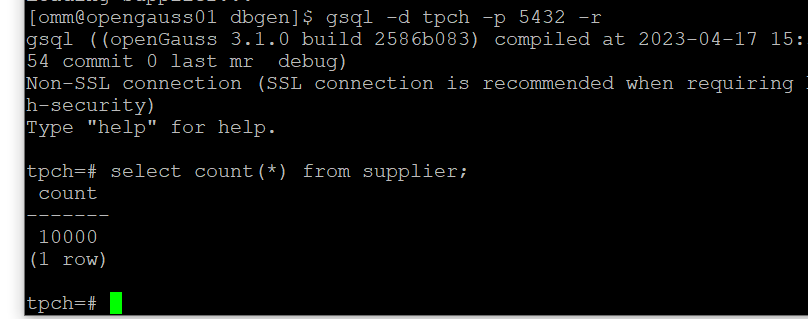 [omm@opengauss01 dbgen]$ gsql -d tpch -p 5432 -r
gsql ((openGauss 3.1.0 build 2586b083) compiled at 2023-04-17 15:
54 commit 0 last mr  debug)
Non-SSL connection (SSL connection is recommended when requiring
h-security)
Type "help" for help.
tpch=# select count(*) from supplier;
count
-------
10000
(1 row)
tpch=#